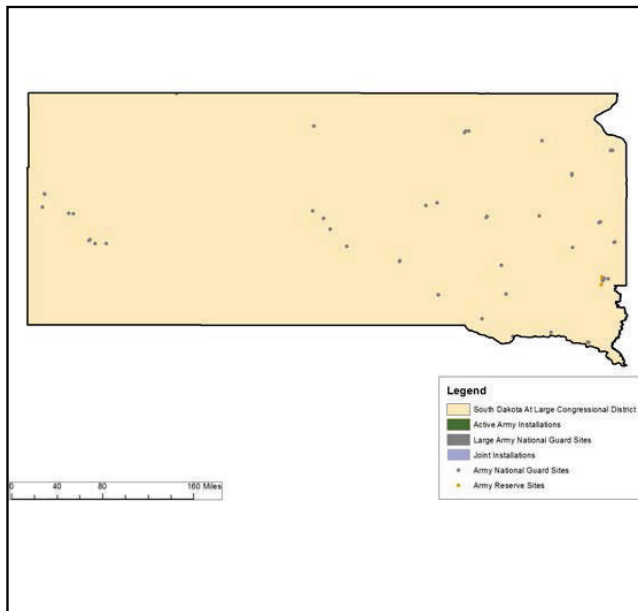 Legend
South Dakota At Large Congressional District
Active Army Installations
Large Army National Guard Sites
Joint Installations
Army National Guard Sites
Army Reserve Sites
0 40 80 160 Miles